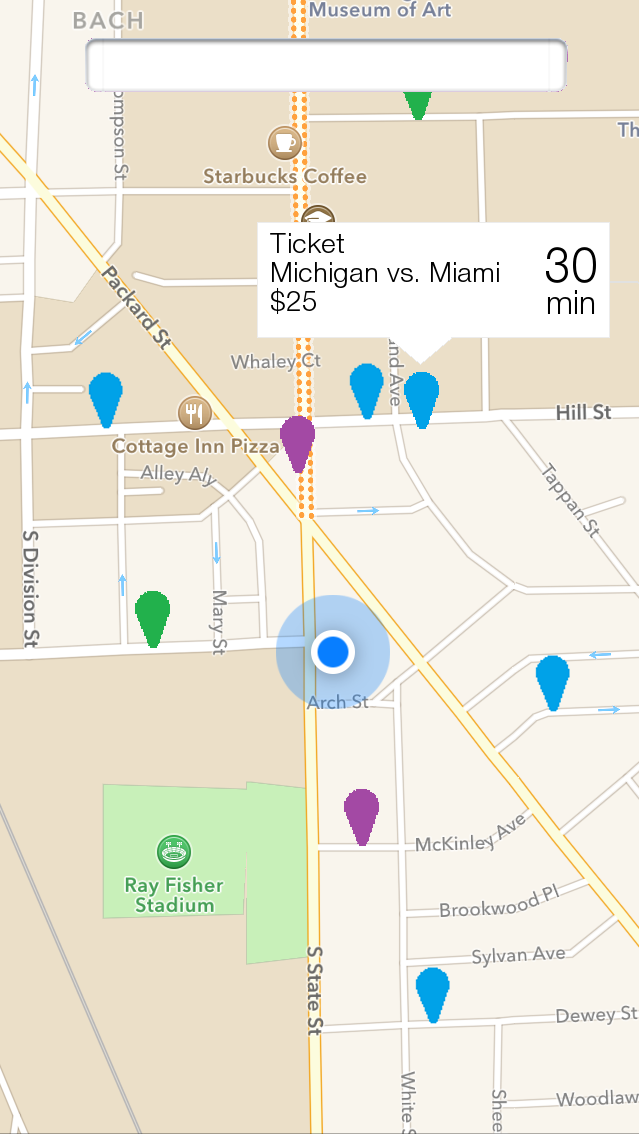 BACH
Museum of Art
ompson St
Th
Starbucks Coffee
Ticket
Michigan vs. Miami
$25
30
min
Packard St
Whaley Ct
nd Ave
Hill St
Cottage Inn Pizza
Alley Aly
Tappan St
S Division St
Mary St
Arch St
McKinley Ave
Ray Fisher
Stadium
Brookwood Pl
Sylvan Ave
S State St
Dewey St
White S
Shee
Woodlaw